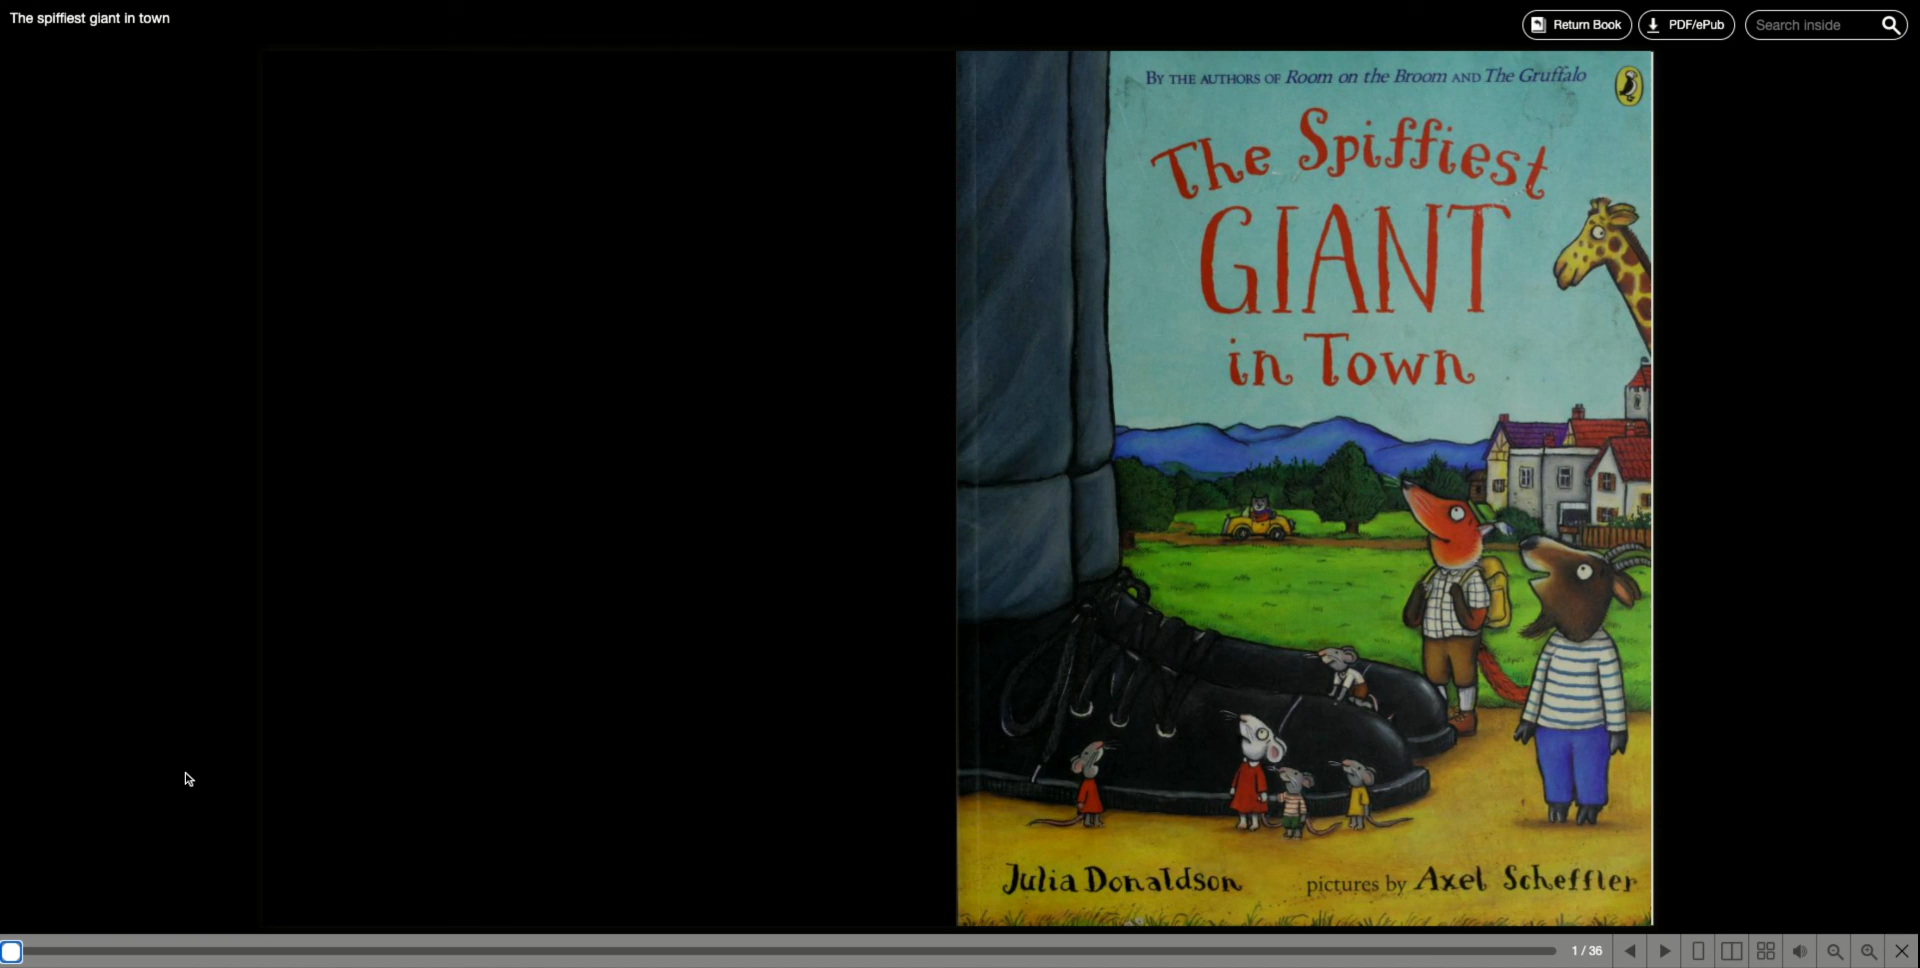 The spiffiest giant in town
Return Book
PDF/ePub
Search inside
BY THE AUTHORS OF Room on the Broom AND The Gruffalo
The Spiffiest
GIANT
in Town
Julia Donaldson
pictures by Axel Scheffler
1 / 36